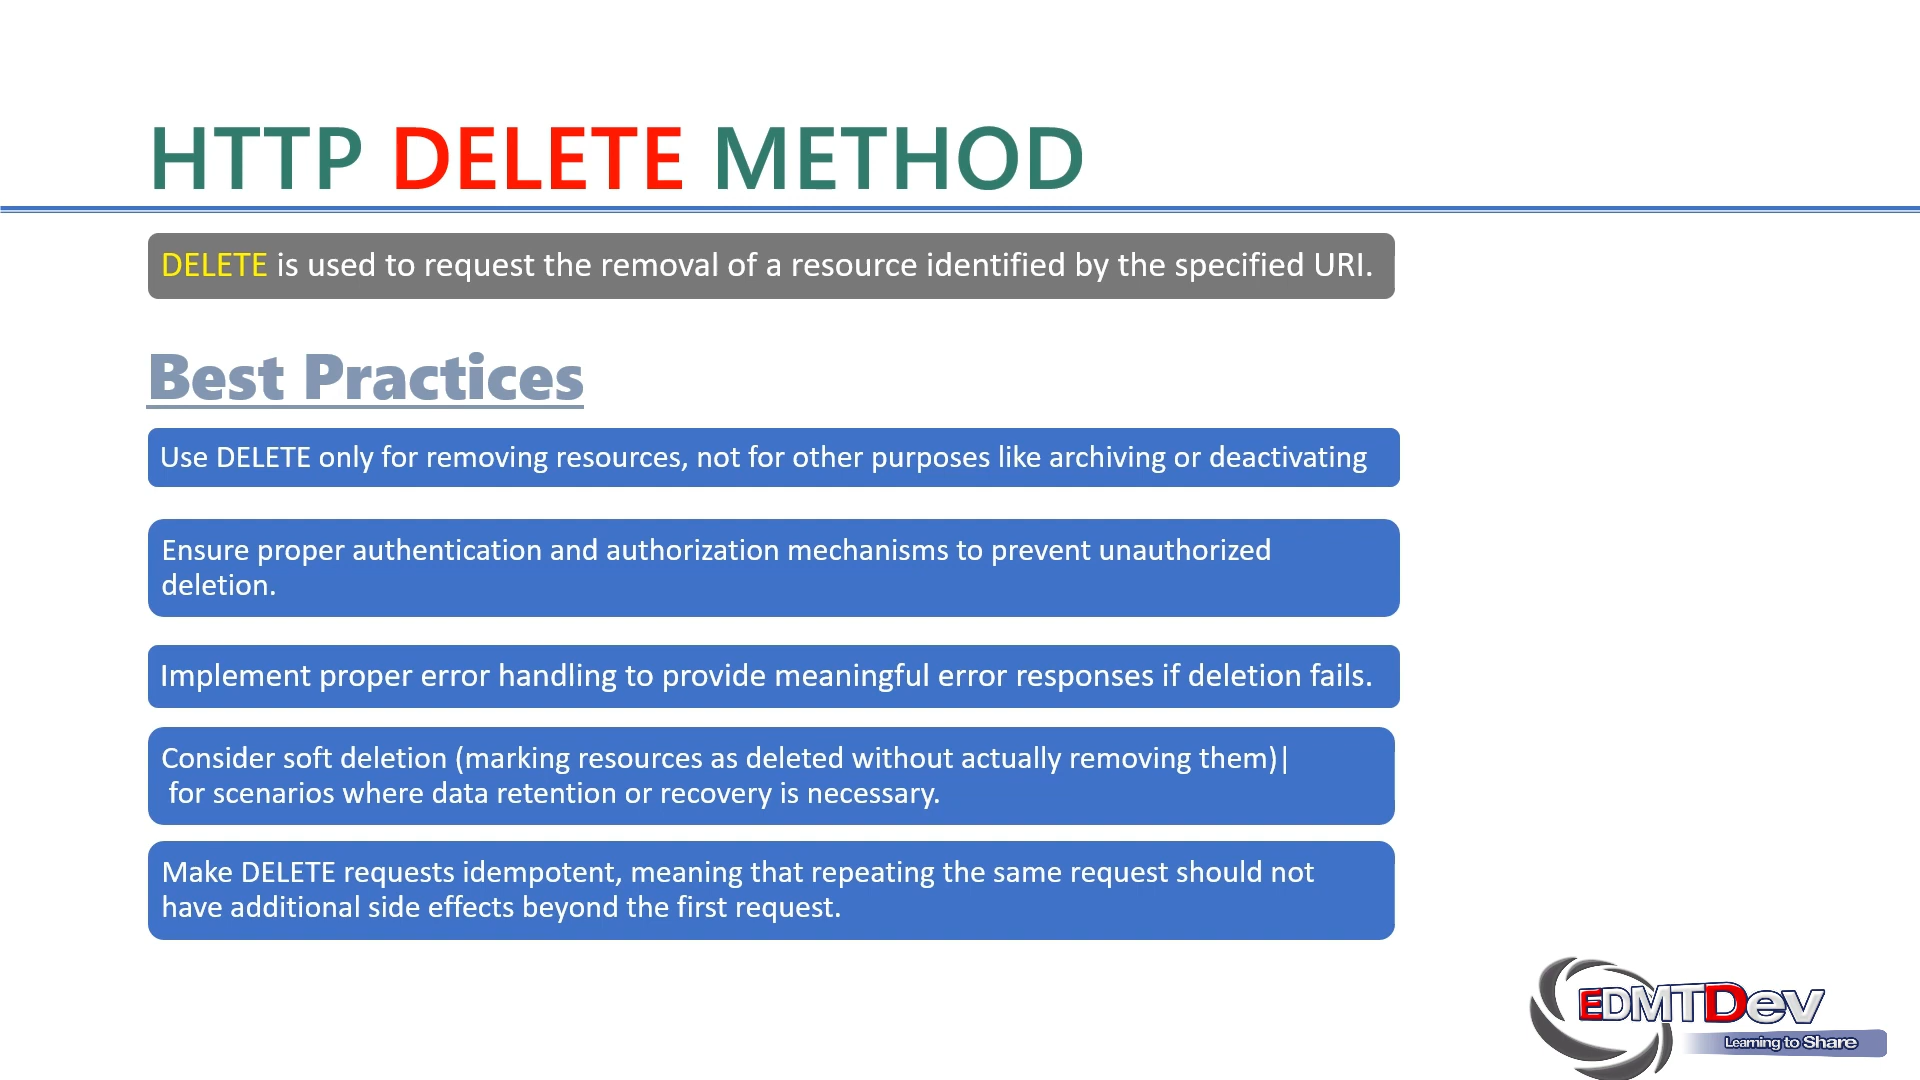 HTTP DELETE METHOD
DELETE is used to request the removal of a resource identified by the specified URI.
Best Practices
Use DELETE only for removing resources, not for other purposes like archiving or deactivating
Ensure proper authentication and authorization mechanisms to prevent unauthorized
deletion.
Implement proper error handling to provide meaningful error responses if deletion fails.
Consider soft deletion (marking resources as deleted without actually removing them)|
for scenarios where data retention or recovery is necessary.
Make DELETE requests idempotent, meaning that repeating the same request should not
have additional side effects beyond the first request.
EDMTDev
Learning to Share